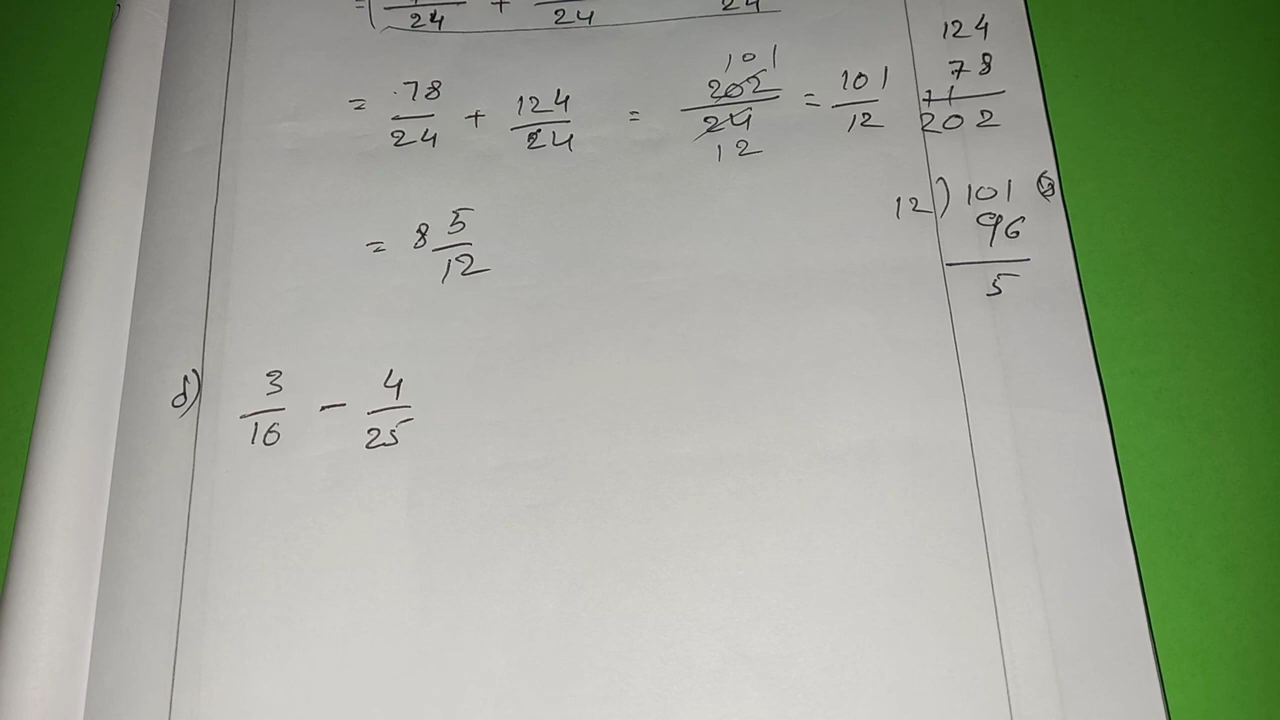 = ( /24 + /24 24
= 78/24 + 124/24 = 202/24 = 101/12
101
12
= 8 5/12
d) 3/16 - 4/25
124
78
11
202
12 ) 101 (
96
5